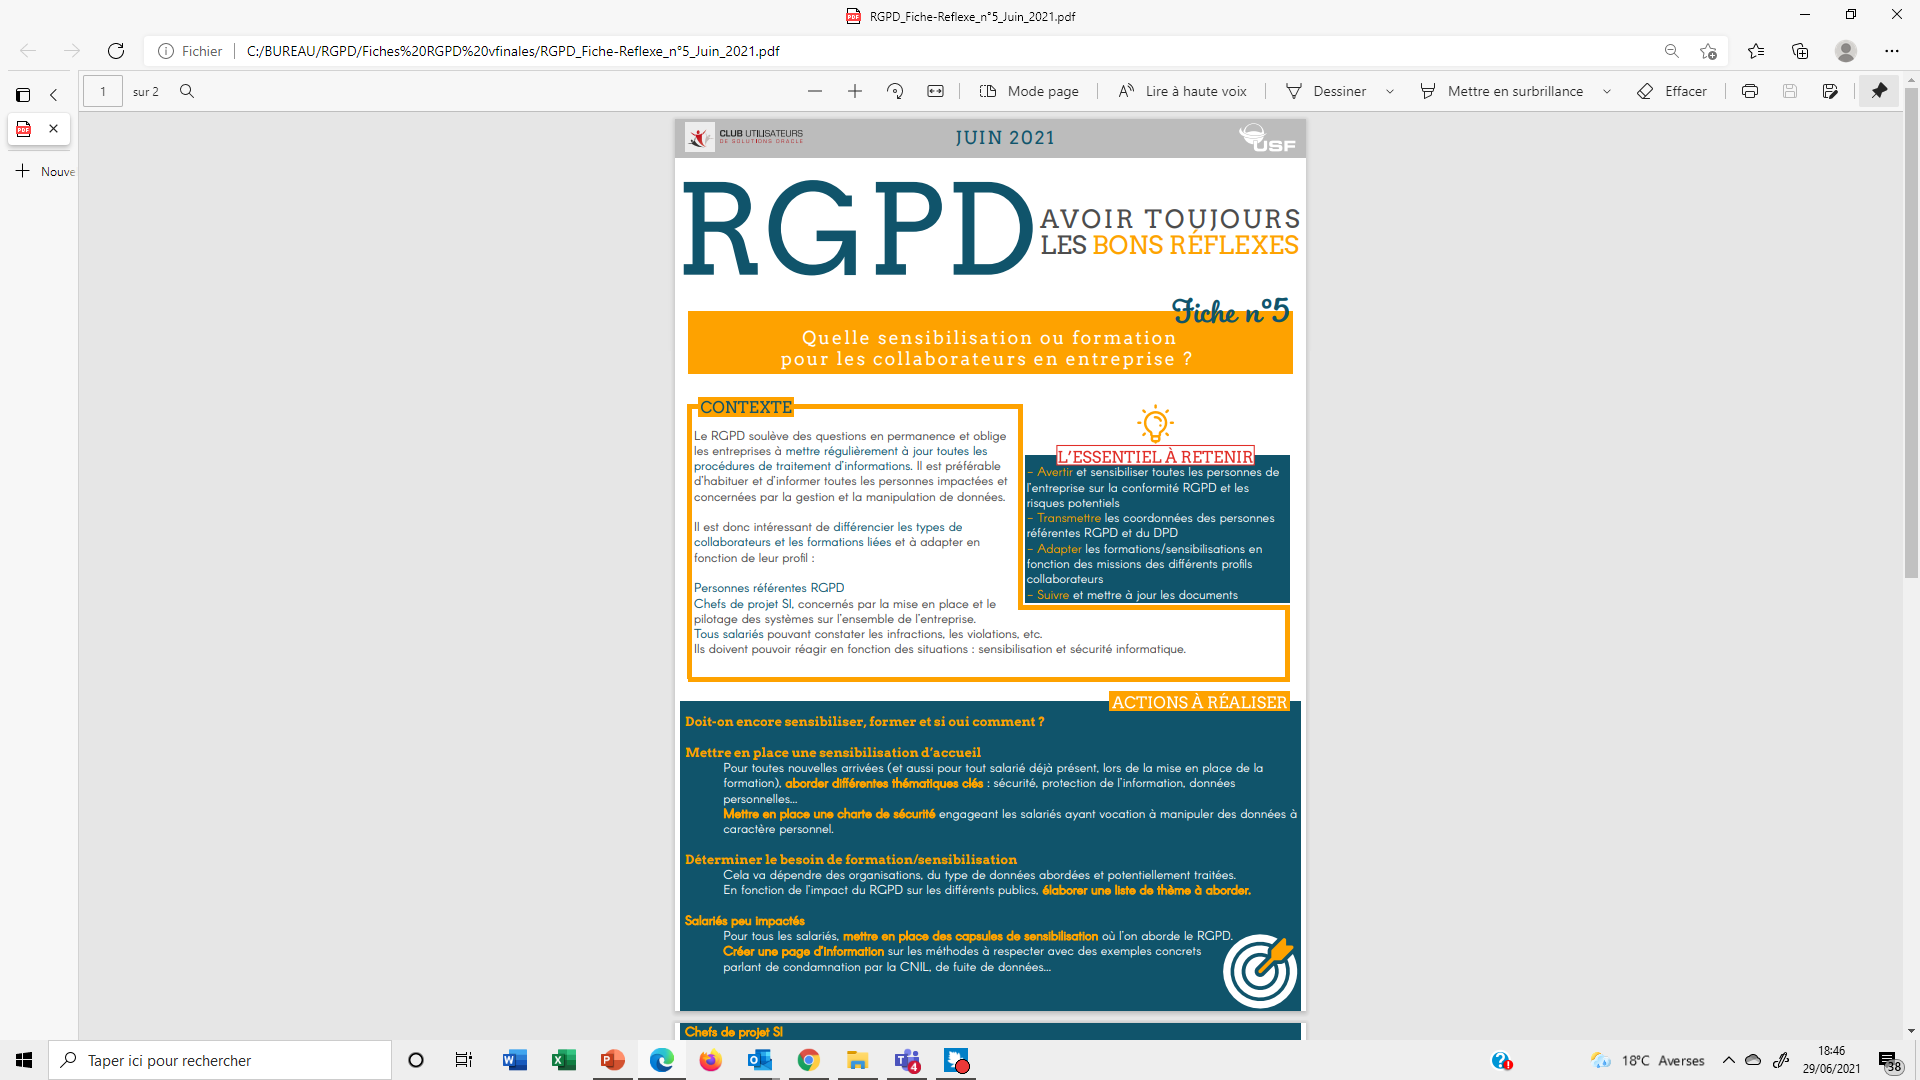 RGPD_Fiche-Reflexe_n°5_Juin_2021.pdf
Fichier
C:/BUREAU/RGPD/Fiches%20RGPD%20vfinales/RGPD_Fiche-Reflexe_n°5_Juin_2021.pdf
1 sur 2
Mode page
Lire à haute voix
Dessiner
Mettre en surbrillance
Effacer
Nouve
CLUB UTILISATEURS
DE SOLUTIONS ORACLE
JUIN 2021
USF
RGPD
AVOIR TOUJOURS
LES BONS RÉFLEXES
Fiche n°5
Quelle sensibilisation ou formation
pour les collaborateurs en entreprise ?
CONTEXTE
Le RGPD soulève des questions en permanence et oblige
les entreprises à mettre régulièrement à jour toutes les
procédures de traitement d'informations. Il est préférable
d'habituer et d'informer toutes les personnes impactées et
concernées par la gestion et la manipulation de données.
Il est donc intéressant de différencier les types de
collaborateurs et les formations liées et à adapter en
fonction de leur profil :
Personnes référentes RGPD
Chefs de projet SI, concernés par la mise en place et le
pilotage des systèmes sur l'ensemble de l'entreprise.
Tous salariés pouvant constater les infractions, les violations, etc.
Ils doivent pouvoir réagir en fonction des situations : sensibilisation et sécurité informatique.
L'ESSENTIEL À RETENIR
- Avertir et sensibiliser toutes les personnes de
l'entreprise sur la conformité RGPD et les
risques potentiels
- Transmettre les coordonnées des personnes
référentes RGPD et du DPD
- Adapter les formations/sensibilisations en
fonction des missions des différents profils
collaborateurs
- Suivre et mettre à jour les documents
ACTIONS À RÉALISER
Doit-on encore sensibiliser, former et si oui comment ?
Mettre en place une sensibilisation d'accueil
Pour toutes nouvelles arrivées (et aussi pour tout salarié déjà présent, lors de la mise en place de la
formation), aborder différentes thématiques clés : sécurité, protection de l'information, données
personnelles...
Mettre en place une charte de sécurité engageant les salariés ayant vocation à manipuler des données à
caractère personnel.
Déterminer le besoin de formation/sensibilisation
Cela va dépendre des organisations, du type de données abordées et potentiellement traitées.
En fonction de l'impact du RGPD sur les différents publics, élaborer une liste de thème à aborder.
Salariés peu impactés
Pour tous les salariés, mettre en place des capsules de sensibilisation où l'on aborde le RGPD.
Créer une page d'information sur les méthodes à respecter avec des exemples concrets
parlant de condamnation par la CNIL, de fuite de données...
Chefs de projet SI
Taper ici pour rechercher
4
18°C Averses
18:46
29/06/2021
38